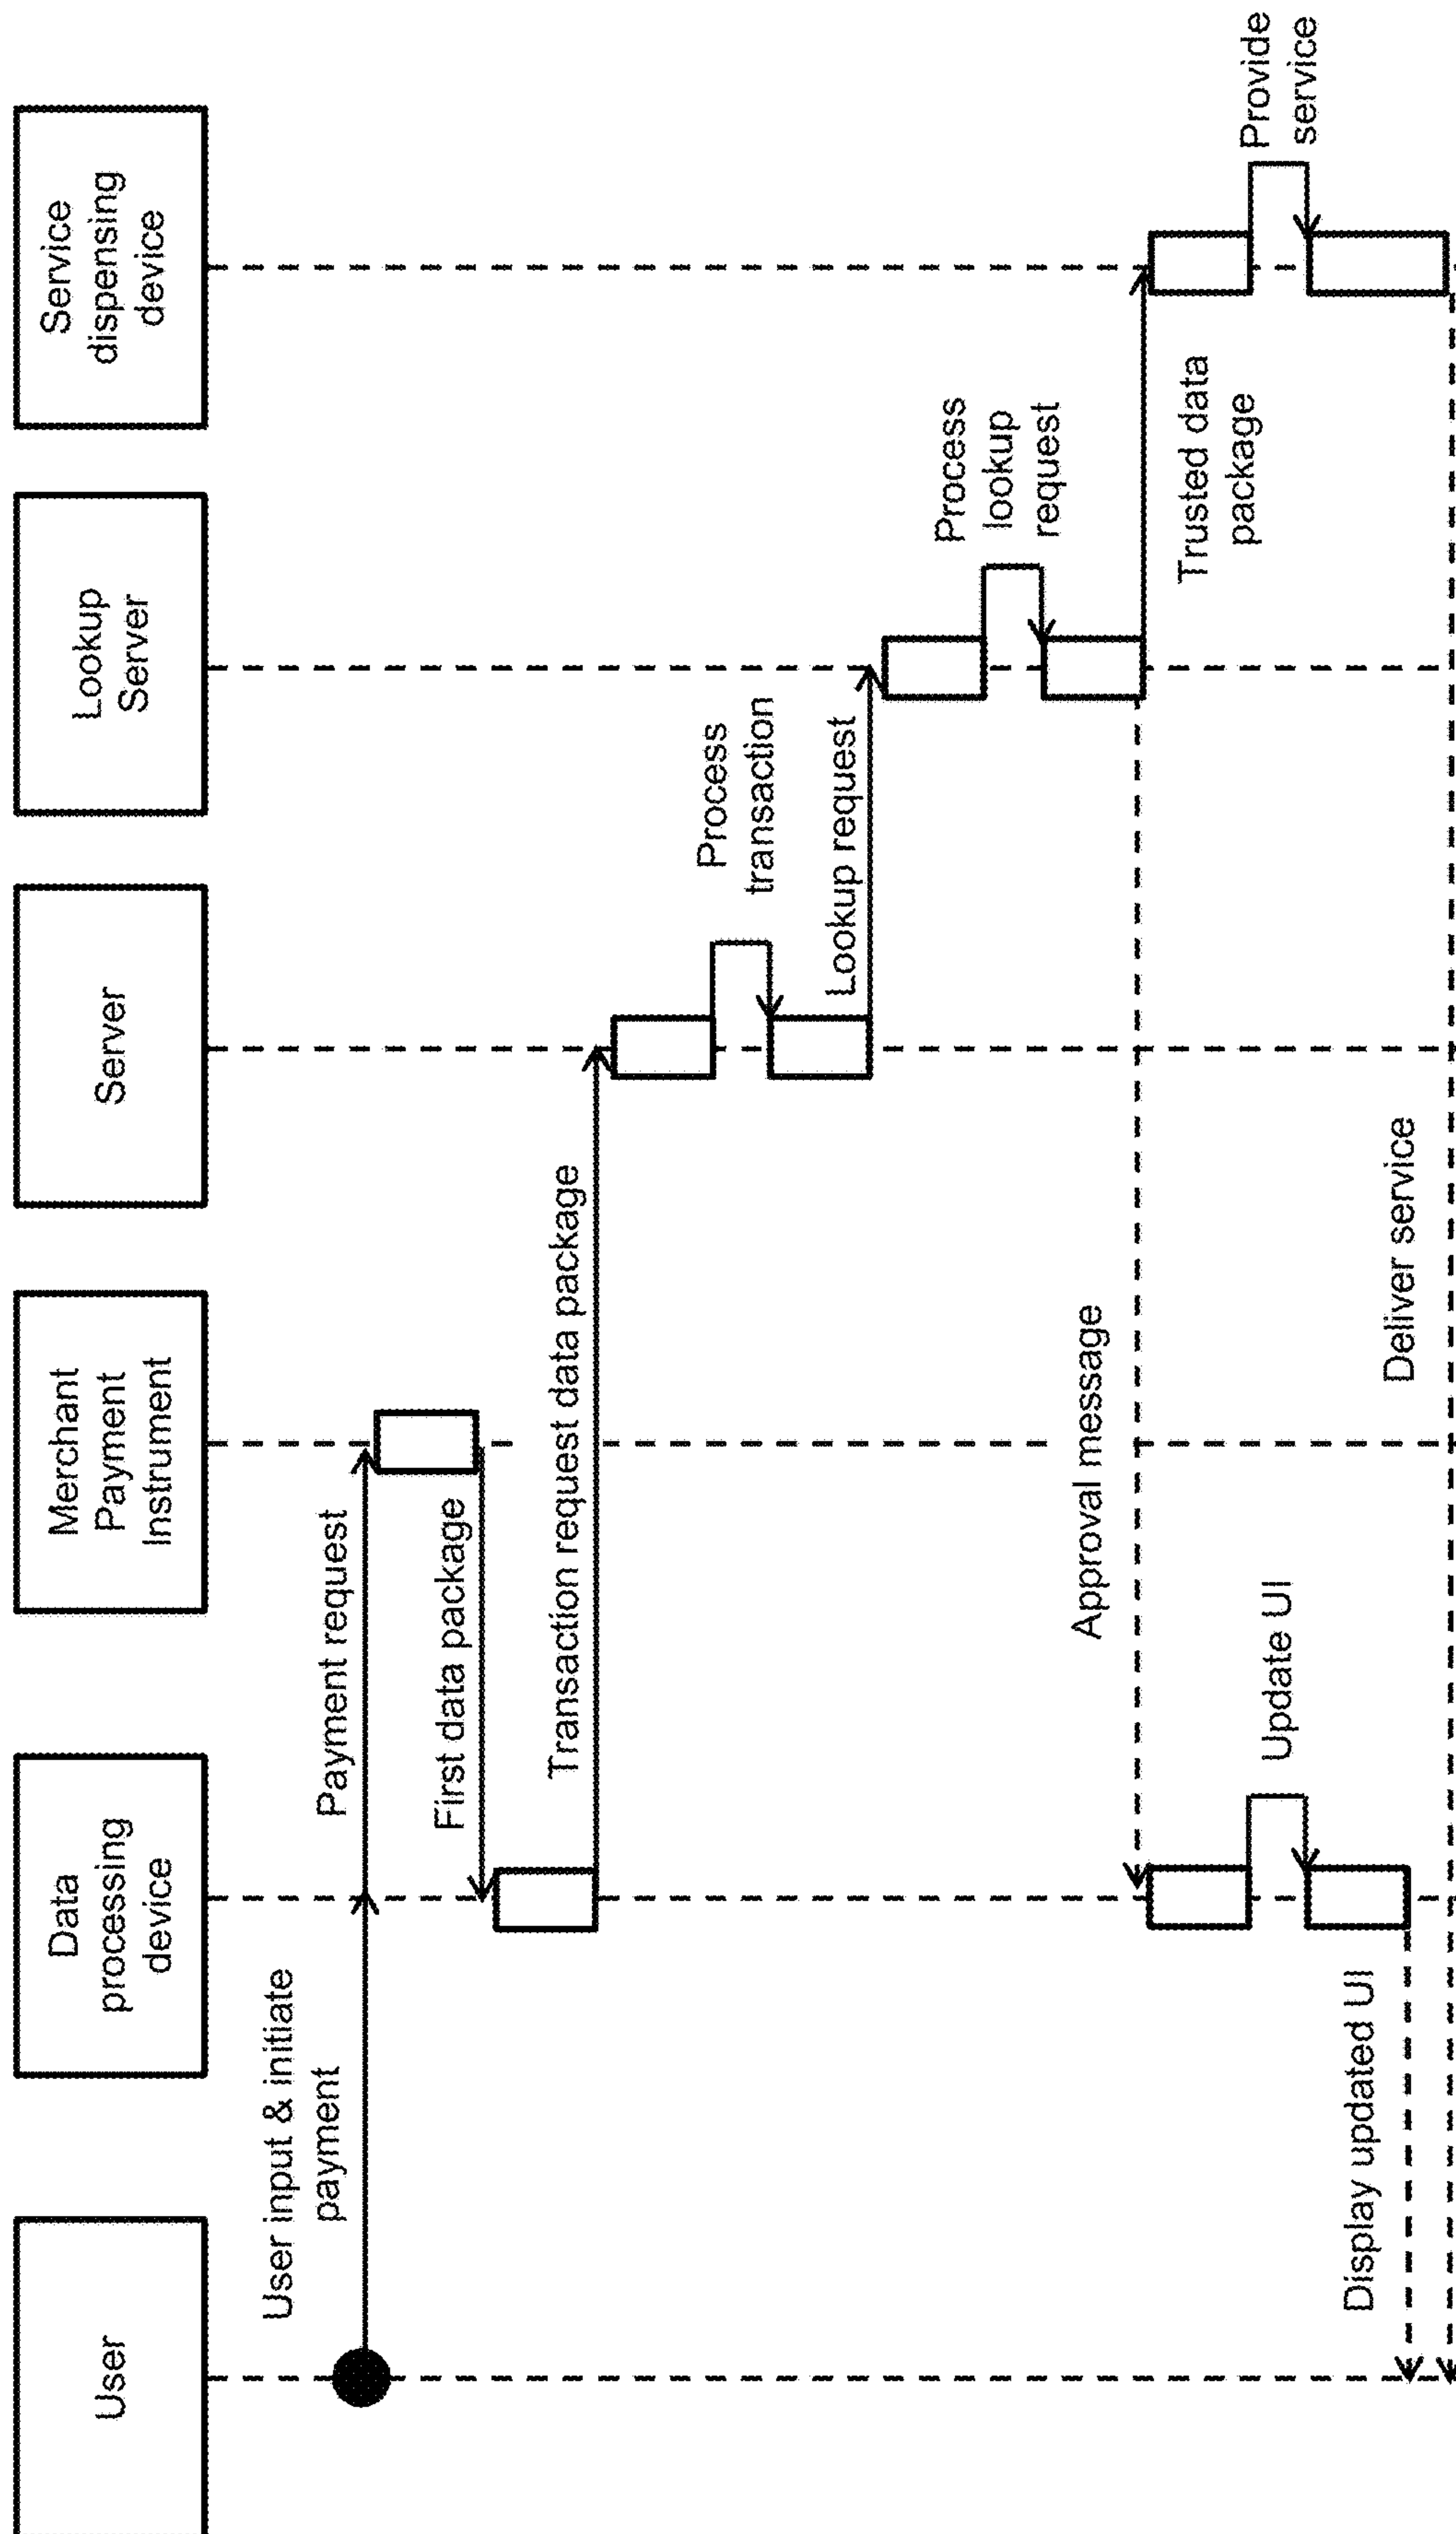 User
Data
processing
device
Merchant
Payment
Instrument
Server
Lookup
Server
Service
dispensing
device
User input & initiate
payment
Payment request
First data package
Transaction request data package
Process
transaction
Lookup request
Process
lookup
request
Approval message
Trusted data
package
Update UI
Provide
service
Display updated UI
Deliver service